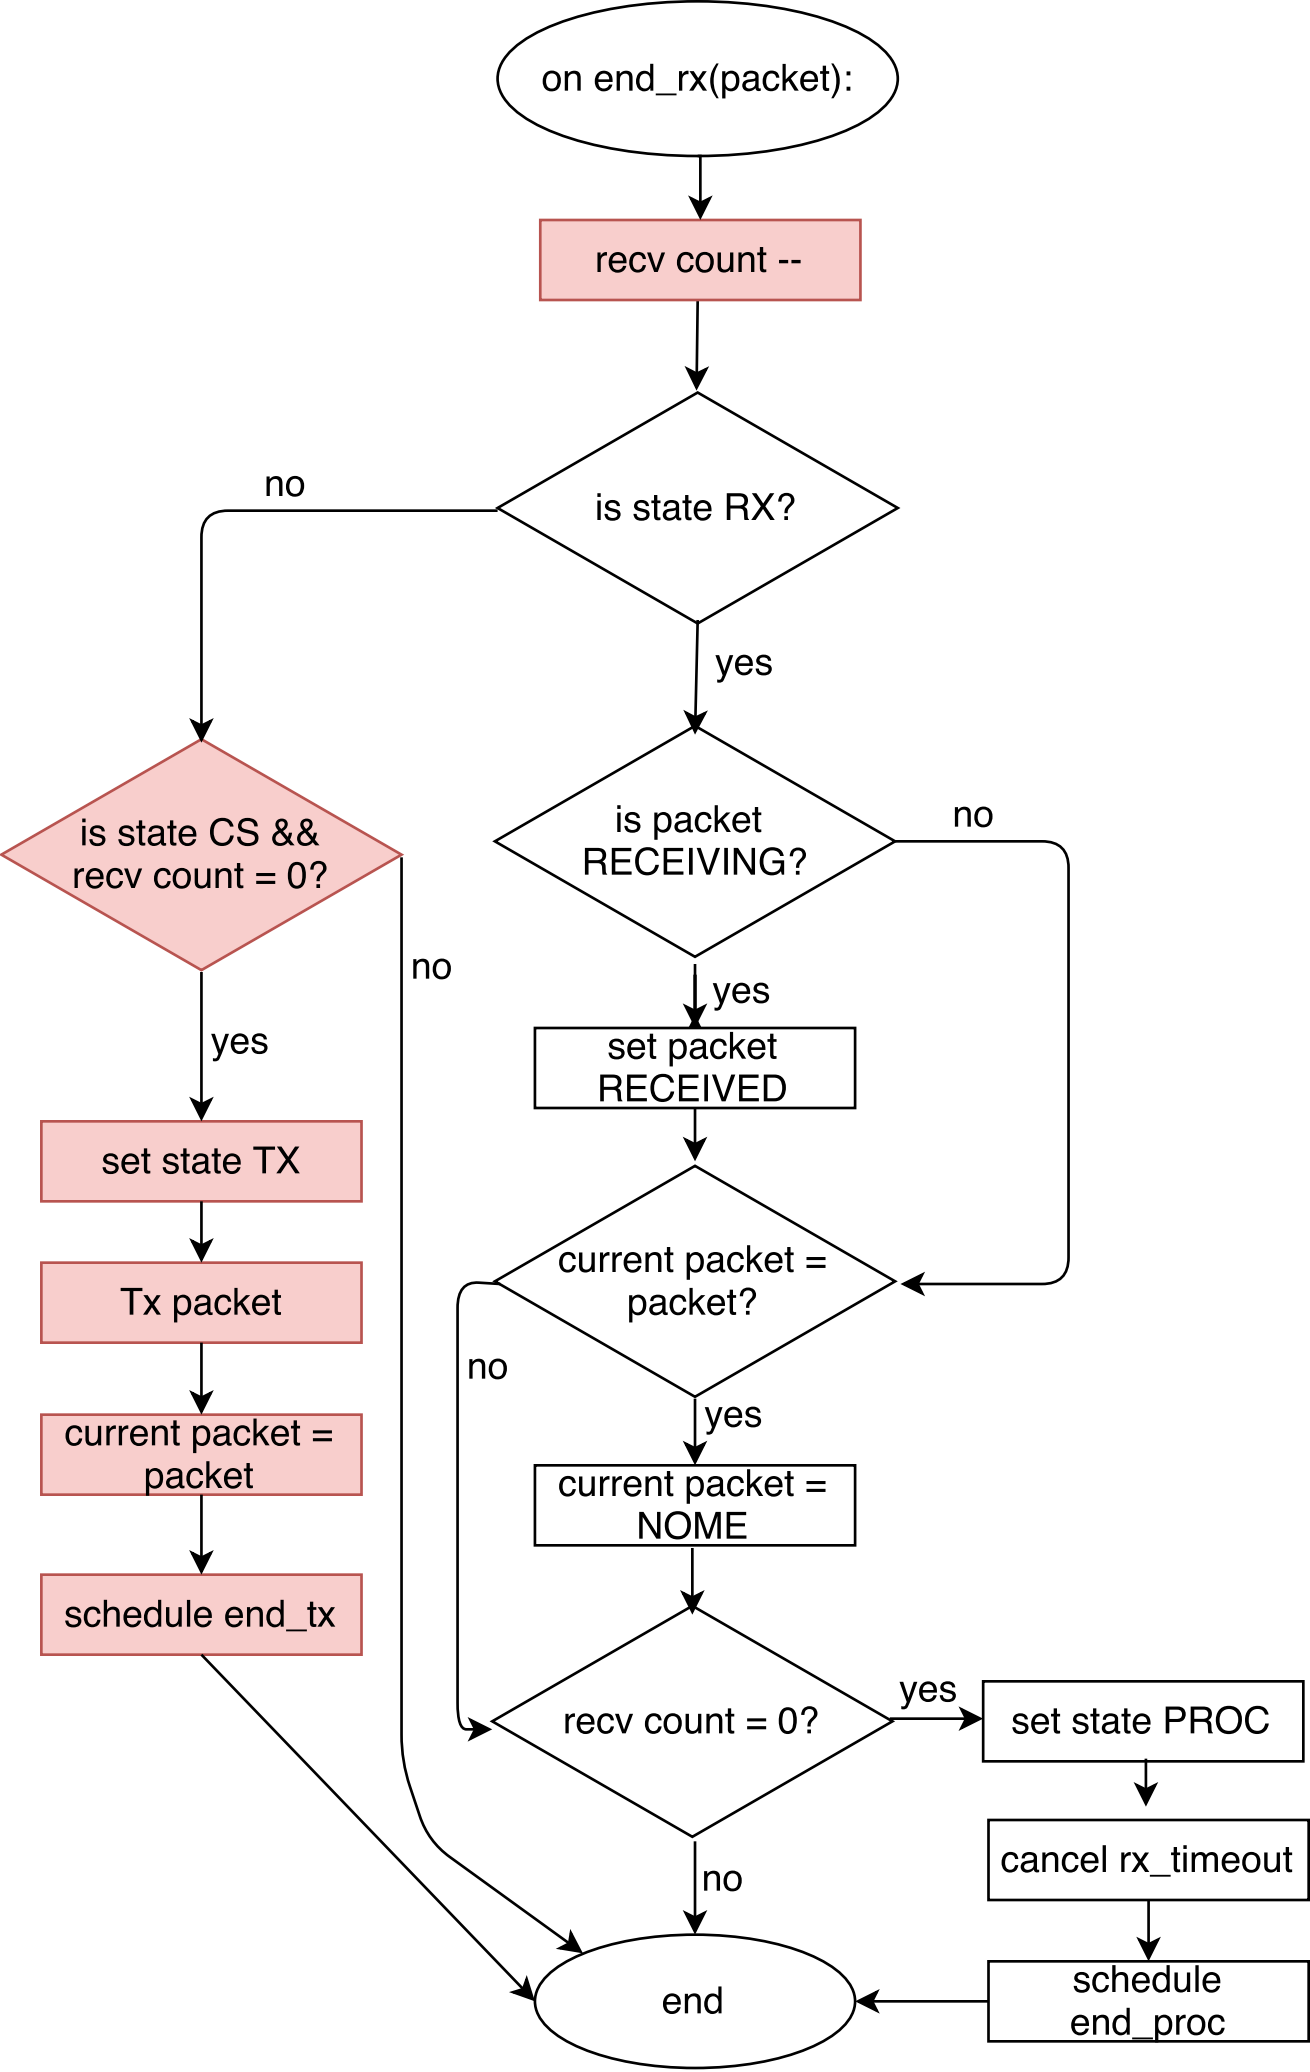 on end_rx(packet):
recv count --
no
is state RX?
yes
is state CS &&
recv count = 0?
is packet
RECEIVING?
no
no
yes
yes
set packet
RECEIVED
set state TX
current packet =
packet?
Tx packet
no
yes
current packet =
packet
current packet =
NOME
schedule end_tx
recv count = 0?
yes
set state PROC
cancel rx_timeout
no
schedule
end_proc
end